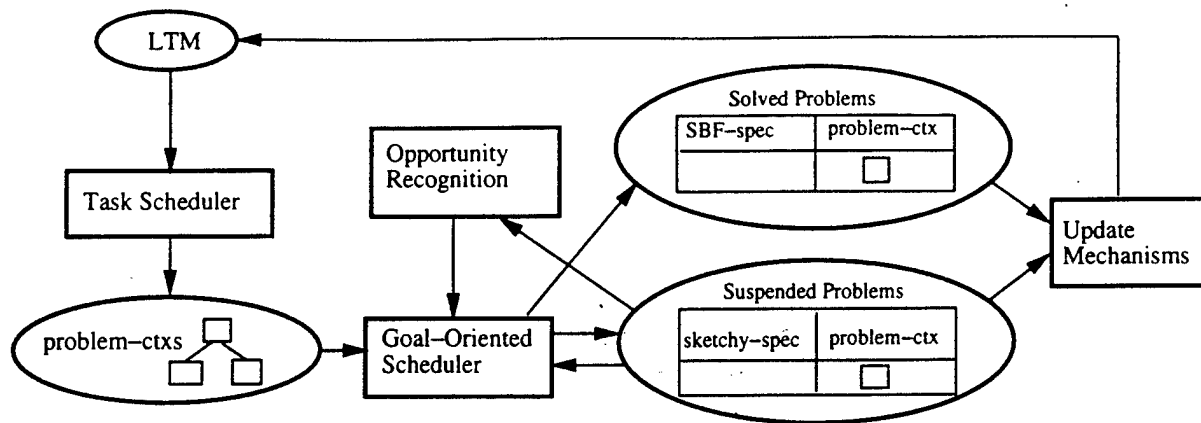 LTM
Task Scheduler
problem-ctxs
Opportunity
Recognition
Goal-Oriented
Scheduler
Solved Problems
SBF-spec problem-ctx
Suspended Problems
sketchy-spec problem-ctx
Update
Mechanisms